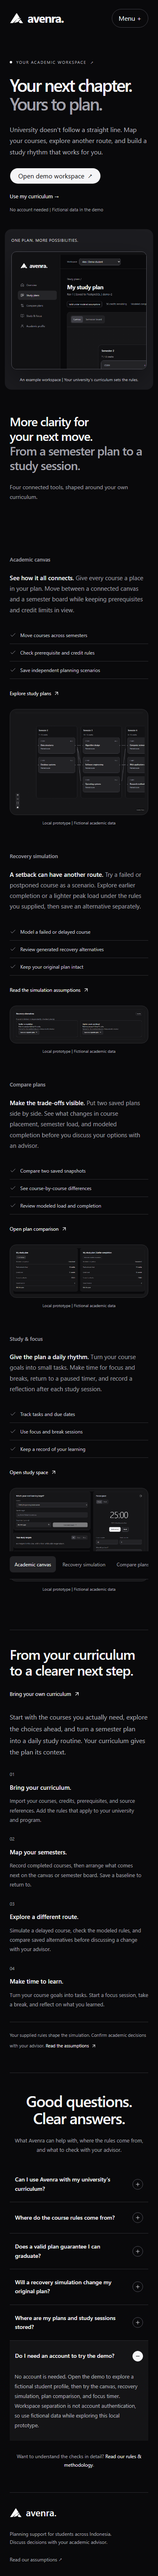 avenra.
Menu +
YOUR ACADEMIC WORKSPACE
Your next chapter.
Yours to plan.
University doesn't follow a straight line. Map
your courses, explore another route, and build a
study rhythm that works for you.
Open demo workspace ↗
Use my curriculum →
No account needed | Fictional data in the demo
ONE PLAN. MORE POSSIBILITIES.
avenra.
My study plan
An example workspace | Your university's curriculum sets the rules.
More clarity for
your next move.
From a semester plan to a
study session.
Four connected tools, shaped around your own
curriculum.
Academic canvas
See how it all connects. Give every course a place
in your plan. Move between a connected canvas
and a semester board while keeping prerequisites
and credit limits in view.
Move courses across semesters
Check prerequisite and credit rules
Save independent planning scenarios
Explore study plans ↗
Local prototype | Fictional academic data
Recovery simulation
A setback can have another route. Try a failed or
postponed course as a scenario. Explore earlier
completion or a lighter peak load under the rules
you supplied, then save an alternative separately.
Model a failed or delayed course
Review generated recovery alternatives
Keep your original plan intact
Read the simulation assumptions ↗
Local prototype | Fictional academic data
Compare plans
Make the trade-offs visible. Put two saved plans
side by side. See what changes in course
placement, semester load, and modeled
completion before you discuss your options with
an advisor.
Compare two saved snapshots
See course-by-course differences
Review modeled load and completion
Open plan comparison ↗
Local prototype | Fictional academic data
Study & focus
Give the plan a daily rhythm. Turn your course
goals into small tasks. Make time for focus and
breaks, return to a paused timer, and record a
reflection after each study session.
Track tasks and due dates
Use focus and break sessions
Keep a record of your learning
Open study space ↗
25:00
Academic canvas Recovery simulation Compare plans
Local prototype | Fictional academic data
From your curriculum
to a clearer next step.
Bring your own curriculum ↗
Start with the courses you actually need, explore
the choices ahead, and turn a semester plan
into a daily study routine. Your curriculum gives
the plan its context.
01
Bring your curriculum.
Import your courses, credits, prerequisites, and source
references. Add the rules that apply to your university
and program.
02
Map your semesters.
Record completed courses, then arrange what comes
next on the canvas or semester board. Save a baseline to
return to.
03
Explore a different route.
Simulate a delayed course, check the modeled rules, and
compare saved alternatives before discussing a change
with your advisor.
04
Make time to learn.
Turn your course goals into tasks. Start a focus session, take
a break, and reflect on what you learned.
Your supplied rules shape the simulation. Confirm academic decisions
with your advisor. Read the assumptions ↗
Good questions.
Clear answers.
What Avenra can help with, where the rules come from,
and what to check with your advisor.
Can I use Avenra with my university's
curriculum?
Where do the course rules come from?
Does a valid plan guarantee I can
graduate?
Will a recovery simulation change my
original plan?
Where are my plans and study sessions
stored?
Do I need an account to try the demo?
No account is needed. Open the demo to explore a
fictional student profile, then try the canvas, recovery
simulation, plan comparison, and focus timer.
Workspace separation is not account authentication,
so use fictional data while exploring this local
prototype.
Want to understand the checks in detail? Read our rules &
methodology.
avenra.
Planning support for students across Indonesia.
Discuss decisions with your academic advisor.
Read our assumptions ↗